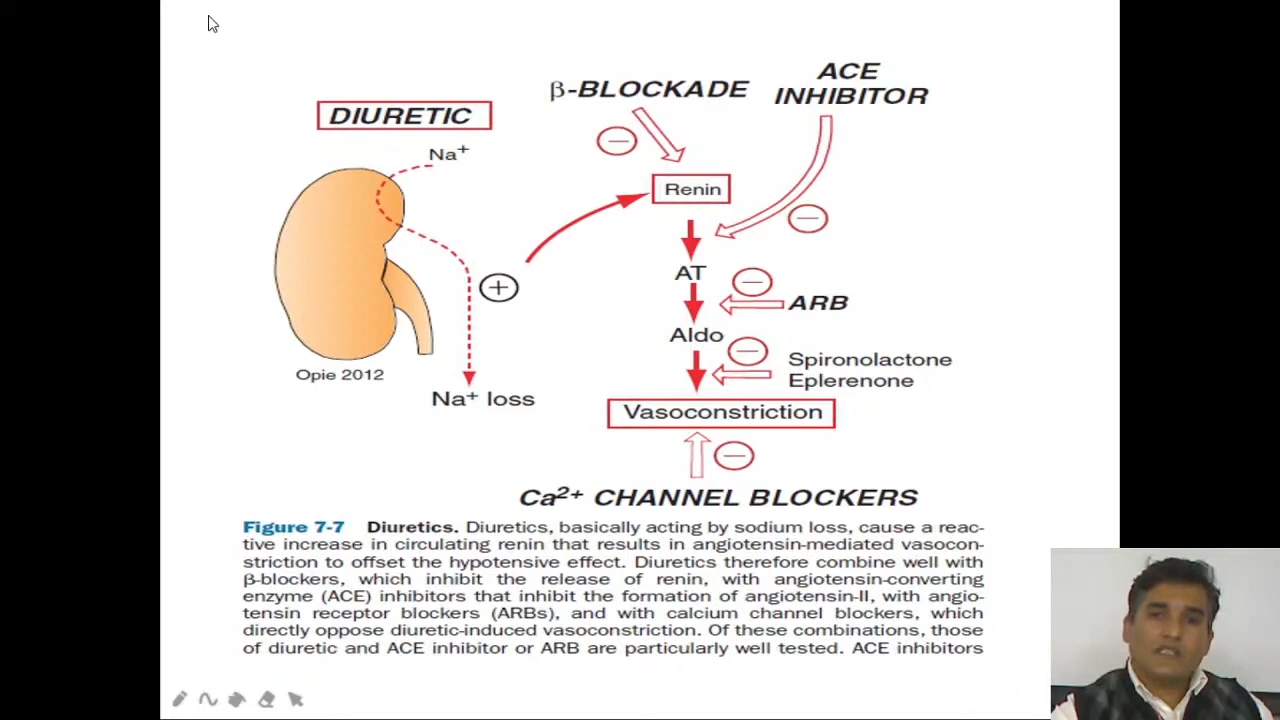 β-BLOCKADE
ACE
INHIBITOR
DIURETIC
Na⁺
Renin
AT
ARB
Aldo
Spironolactone
Eplerenone
Opie 2012
Na⁺ loss
Vasoconstriction
Ca²⁺ CHANNEL BLOCKERS
Figure 7-7 Diuretics. Diuretics, basically acting by sodium loss, cause a reac-
tive increase in circulating renin that results in angiotensin-mediated vasocon-
striction to offset the hypotensive effect. Diuretics therefore combine well with
β-blockers, which inhibit the release of renin, with angiotensin-converting
enzyme (ACE) inhibitors that inhibit the formation of angiotensin-II, with angio-
tensin receptor blockers (ARBs), and with calcium channel blockers, which
directly oppose diuretic-induced vasoconstriction. Of these combinations, those
of diuretic and ACE inhibitor or ARB are particularly well tested. ACE inhibitors